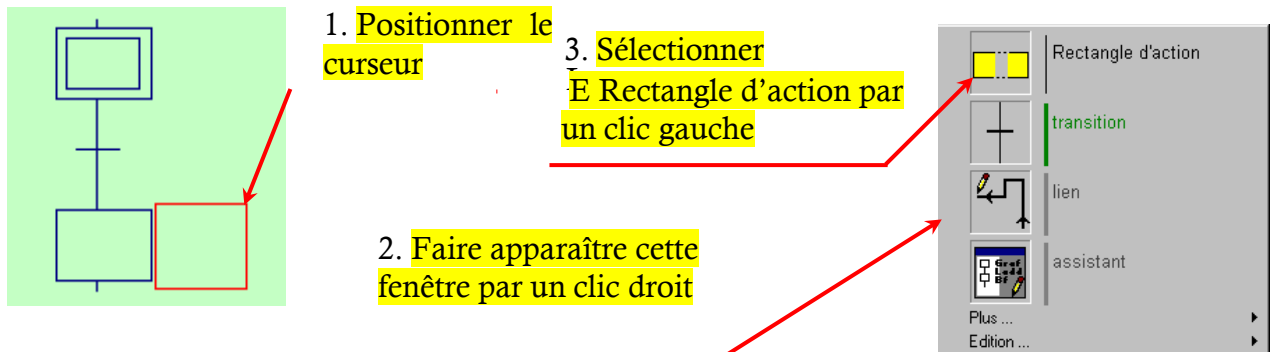 1. Positionner le
curseur
3. Sélectionner
E Rectangle d’action par
un clic gauche
2. Faire apparaître cette
fenêtre par un clic droit
Rectangle d'action
transition
lien
assistant
Plus ...
Edition ...